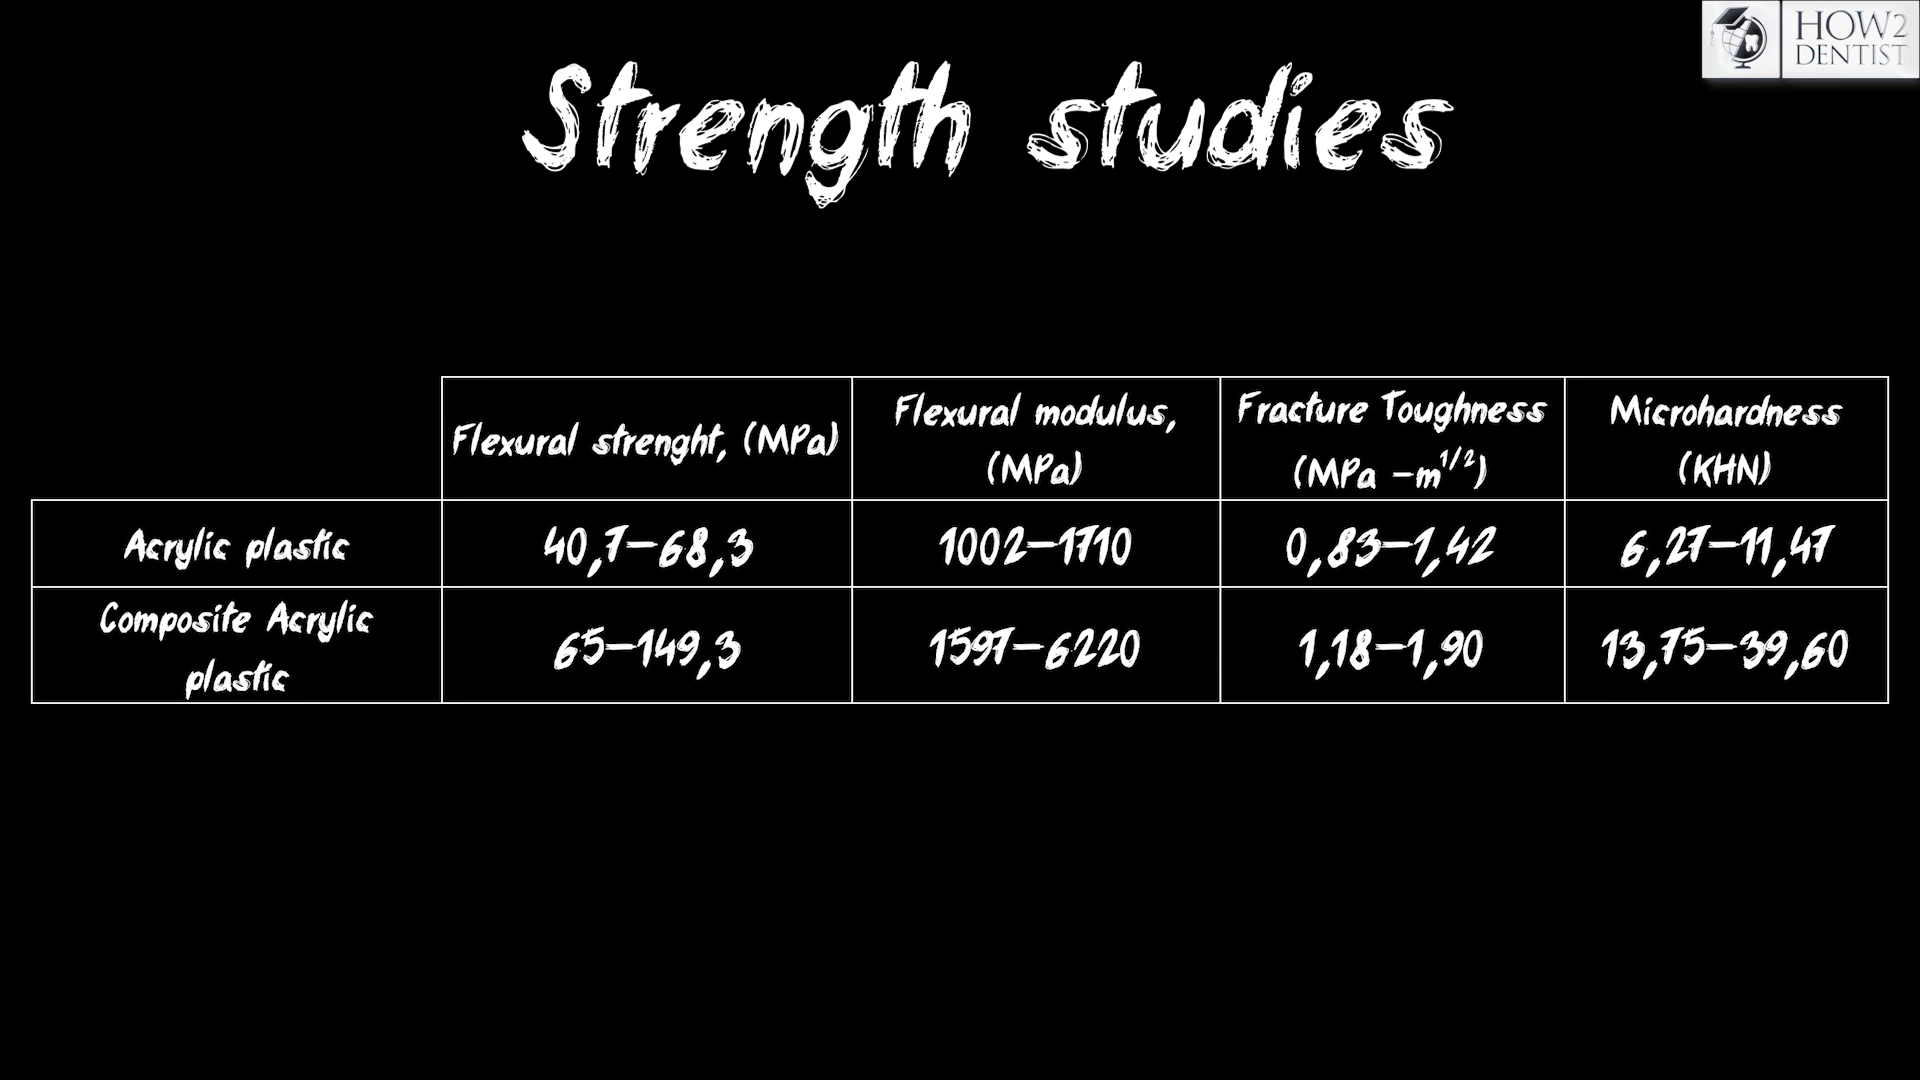 HOW2
DENTIST
Strength studies
Flexural strenght, (MPa)
Flexural modulus,
(MPa)
Fracture Toughness
(MPa –m^1/2)
Microhardness
(KHN)
Acrylic plastic
40,7–68,3
1002–1710
0,83–1,42
6,27–11,47
Composite Acrylic
plastic
65–149,3
1597–6220
1,18–1,90
13,75–39,60